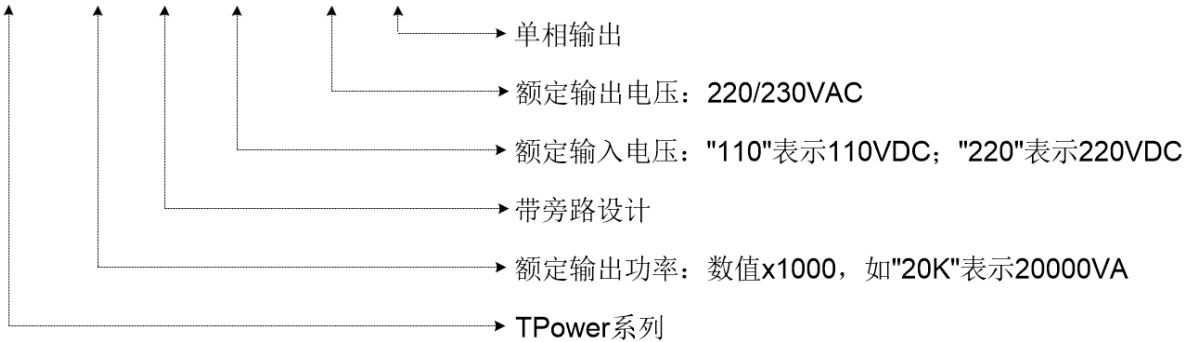 单相输出
额定输出电压：220/230VAC
额定输入电压："110"表示110VDC；"220"表示220VDC
带旁路设计
额定输出功率：数值x1000，如"20K"表示20000VA
TPower系列